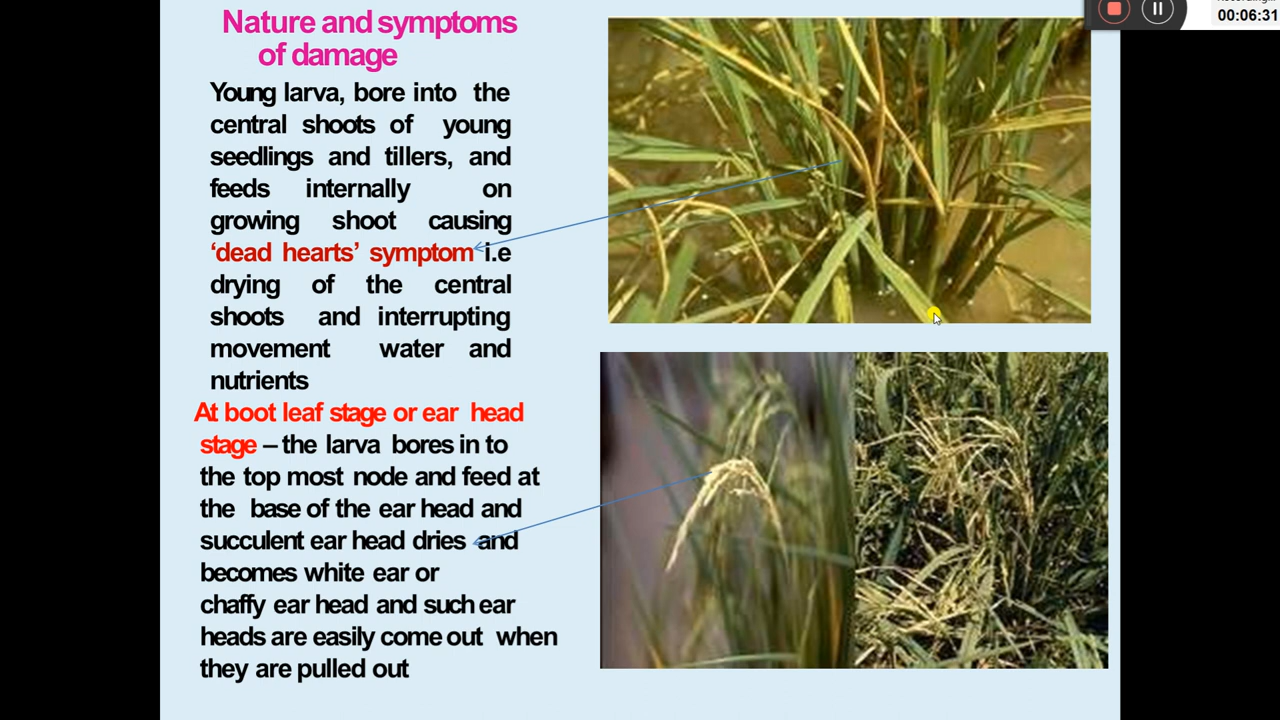 Nature and symptoms
of damage
Young larva, bore into the
central shoots of young
seedlings and tillers, and
feeds internally on
growing shoot causing
‘dead hearts’ symptom i.e
drying of the central
shoots and interrupting
movement water and
nutrients
At boot leaf stage or ear head
stage – the larva bores in to
the top most node and feed at
the base of the ear head and
succulent ear head dries and
becomes white ear or
chaffy ear head and such ear
heads are easily come out when
they are pulled out
00:06:31